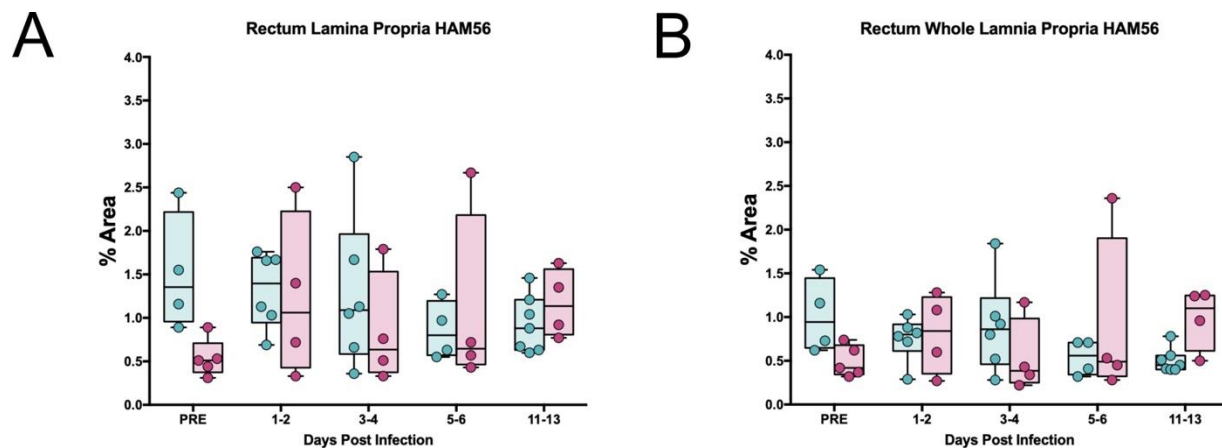 A
Rectum Lamina Propria HAM56
% Area
4.0
3.5
3.0
2.5
2.0
1.5
1.0
0.5
0.0
PRE
1-2
3-4
5-6
11-13
Days Post Infection
B
Rectum Whole Lamnia Propria HAM56
% Area
4.0
3.5
3.0
2.5
2.0
1.5
1.0
0.5
0.0
PRE
1-2
3-4
5-6
11-13
Days Post Infection